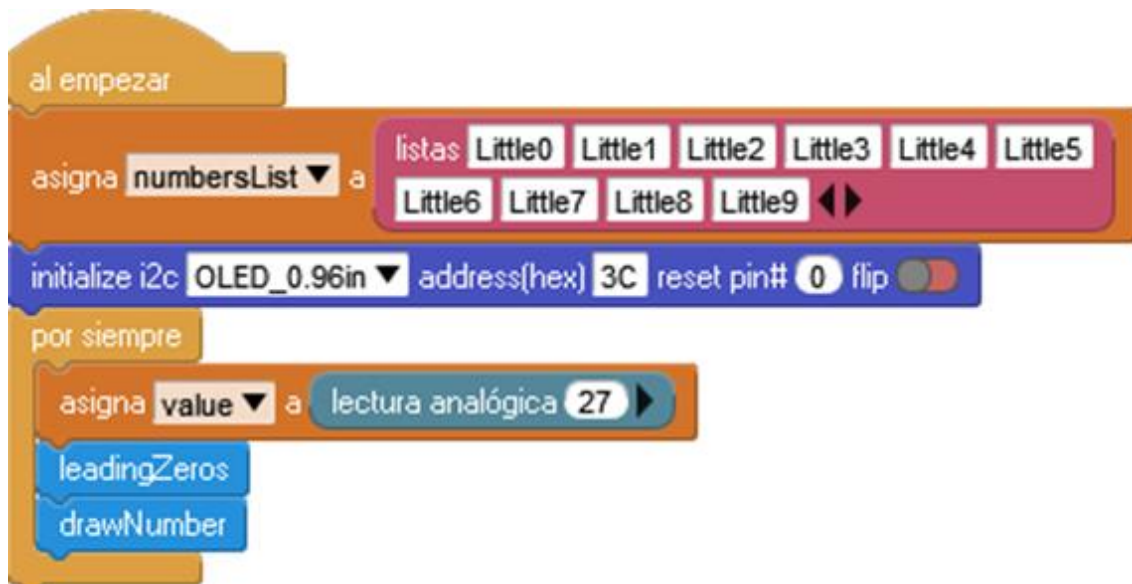 al empezar
asigna numbersList ▼ a listas Little0 Little1 Little2 Little3 Little4 Little5
Little6 Little7 Little8 Little9
initialize i2c OLED_0.96in ▼ address(hex) 3C reset pin# 0 flip
por siempre
asigna value ▼ a lectura analógica 27
leadingZeros
drawNumber